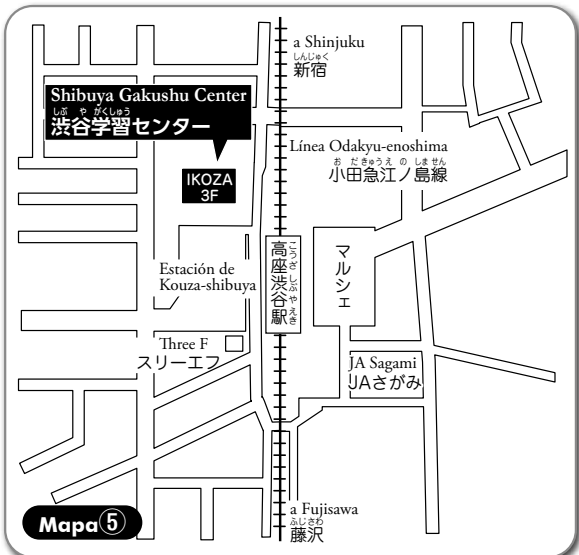 a Shinjuku
しんじゅく
新宿
Shibuya Gakushu Center
しぶ や がくしゅう
渋谷学習センター
IKOZA
3F
Línea Odakyu-enoshima
お だきゅう え の しません
小田急江ノ島線
Estación de
Kouza-shibuya
こうざ しぶ や えき
高座渋谷駅
マルシェ
Three F
スリーエフ
JA Sagami
JAさがみ
a Fujisawa
ふじさわ
藤沢
Mapa⑤